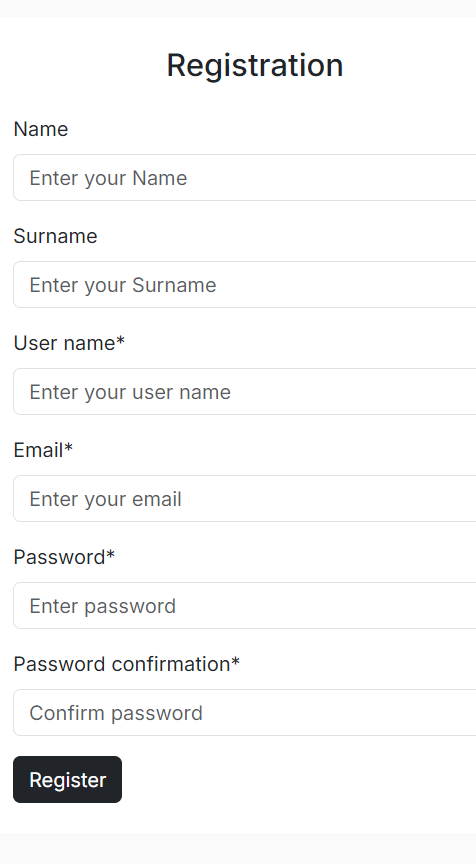 Registration
Name
Enter your Name
Surname
Enter your Surname
User name*
Enter your user name
Email*
Enter your email
Password*
Enter password
Password confirmation*
Confirm password
Register